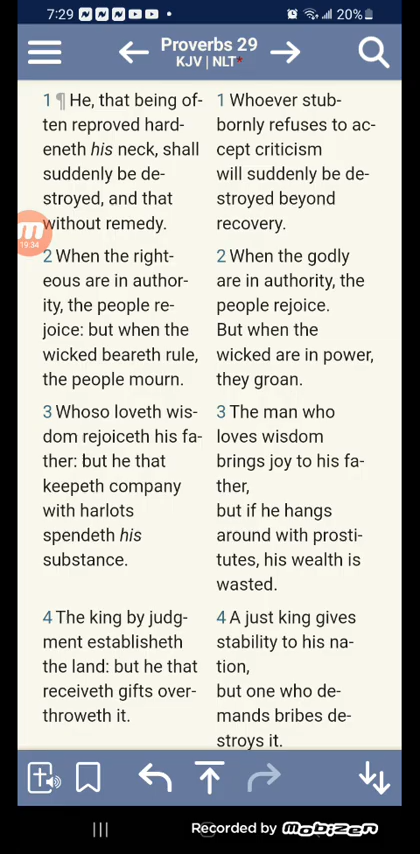 7:29
20%
Proverbs 29
KJV | NLT*
1 ¶ He, that being of-
ten reproved hard-
eneth his neck, shall
suddenly be de-
stroyed, and that
without remedy.
2 When the right-
eous are in author-
ity, the people re-
joice: but when the
wicked beareth rule,
the people mourn.
3 Whoso loveth wis-
dom rejoiceth his fa-
ther: but he that
keepeth company
with harlots
spendeth his
substance.
4 The king by judg-
ment establisheth
the land: but he that
receiveth gifts over-
throweth it.
1 Whoever stub-
bornly refuses to ac-
cept criticism
will suddenly be de-
stroyed beyond
recovery.
2 When the godly
are in authority, the
people rejoice.
But when the
wicked are in power,
they groan.
3 The man who
loves wisdom
brings joy to his fa-
ther,
but if he hangs
around with prosti-
tutes, his wealth is
wasted.
4 A just king gives
stability to his na-
tion,
but one who de-
mands bribes de-
stroys it.
19:34
Recorded by mobizen